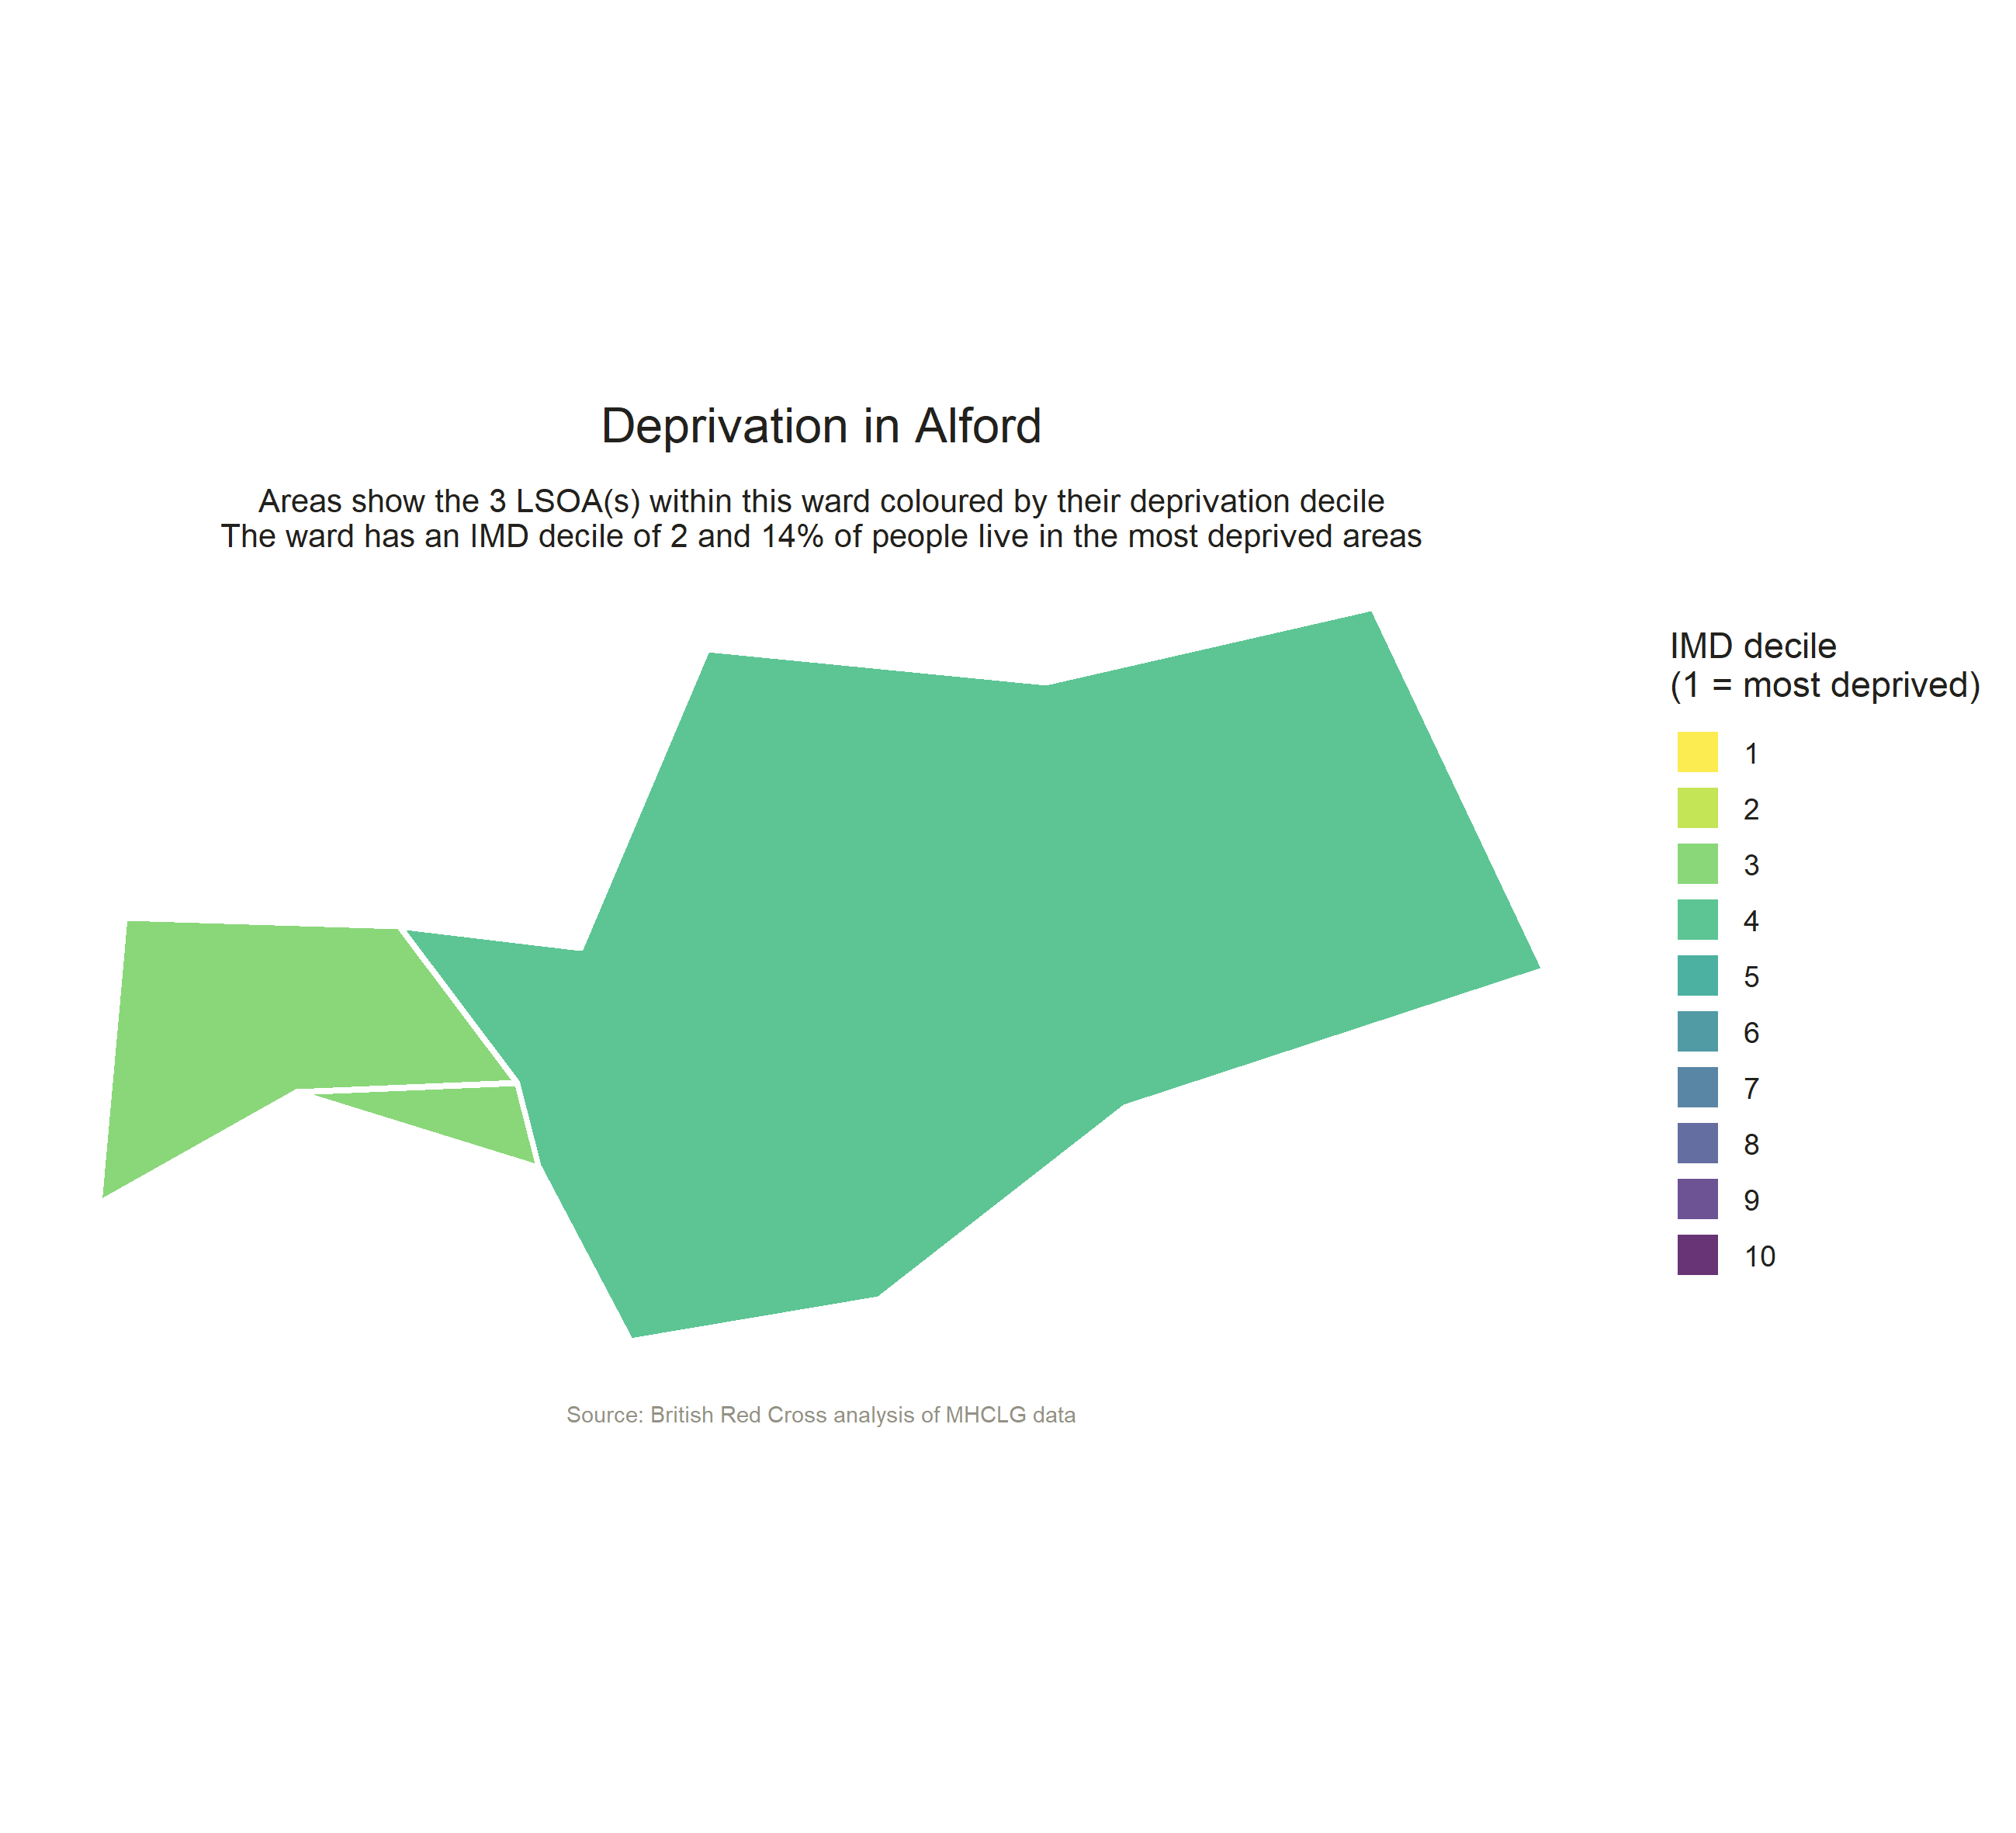 Deprivation in Alford
Areas show the 3 LSOA(s) within this ward coloured by their deprivation decile
The ward has an IMD decile of 2 and 14% of people live in the most deprived areas
IMD decile
(1 = most deprived)
1
2
3
4
5
6
7
8
9
10
Source: British Red Cross analysis of MHCLG data